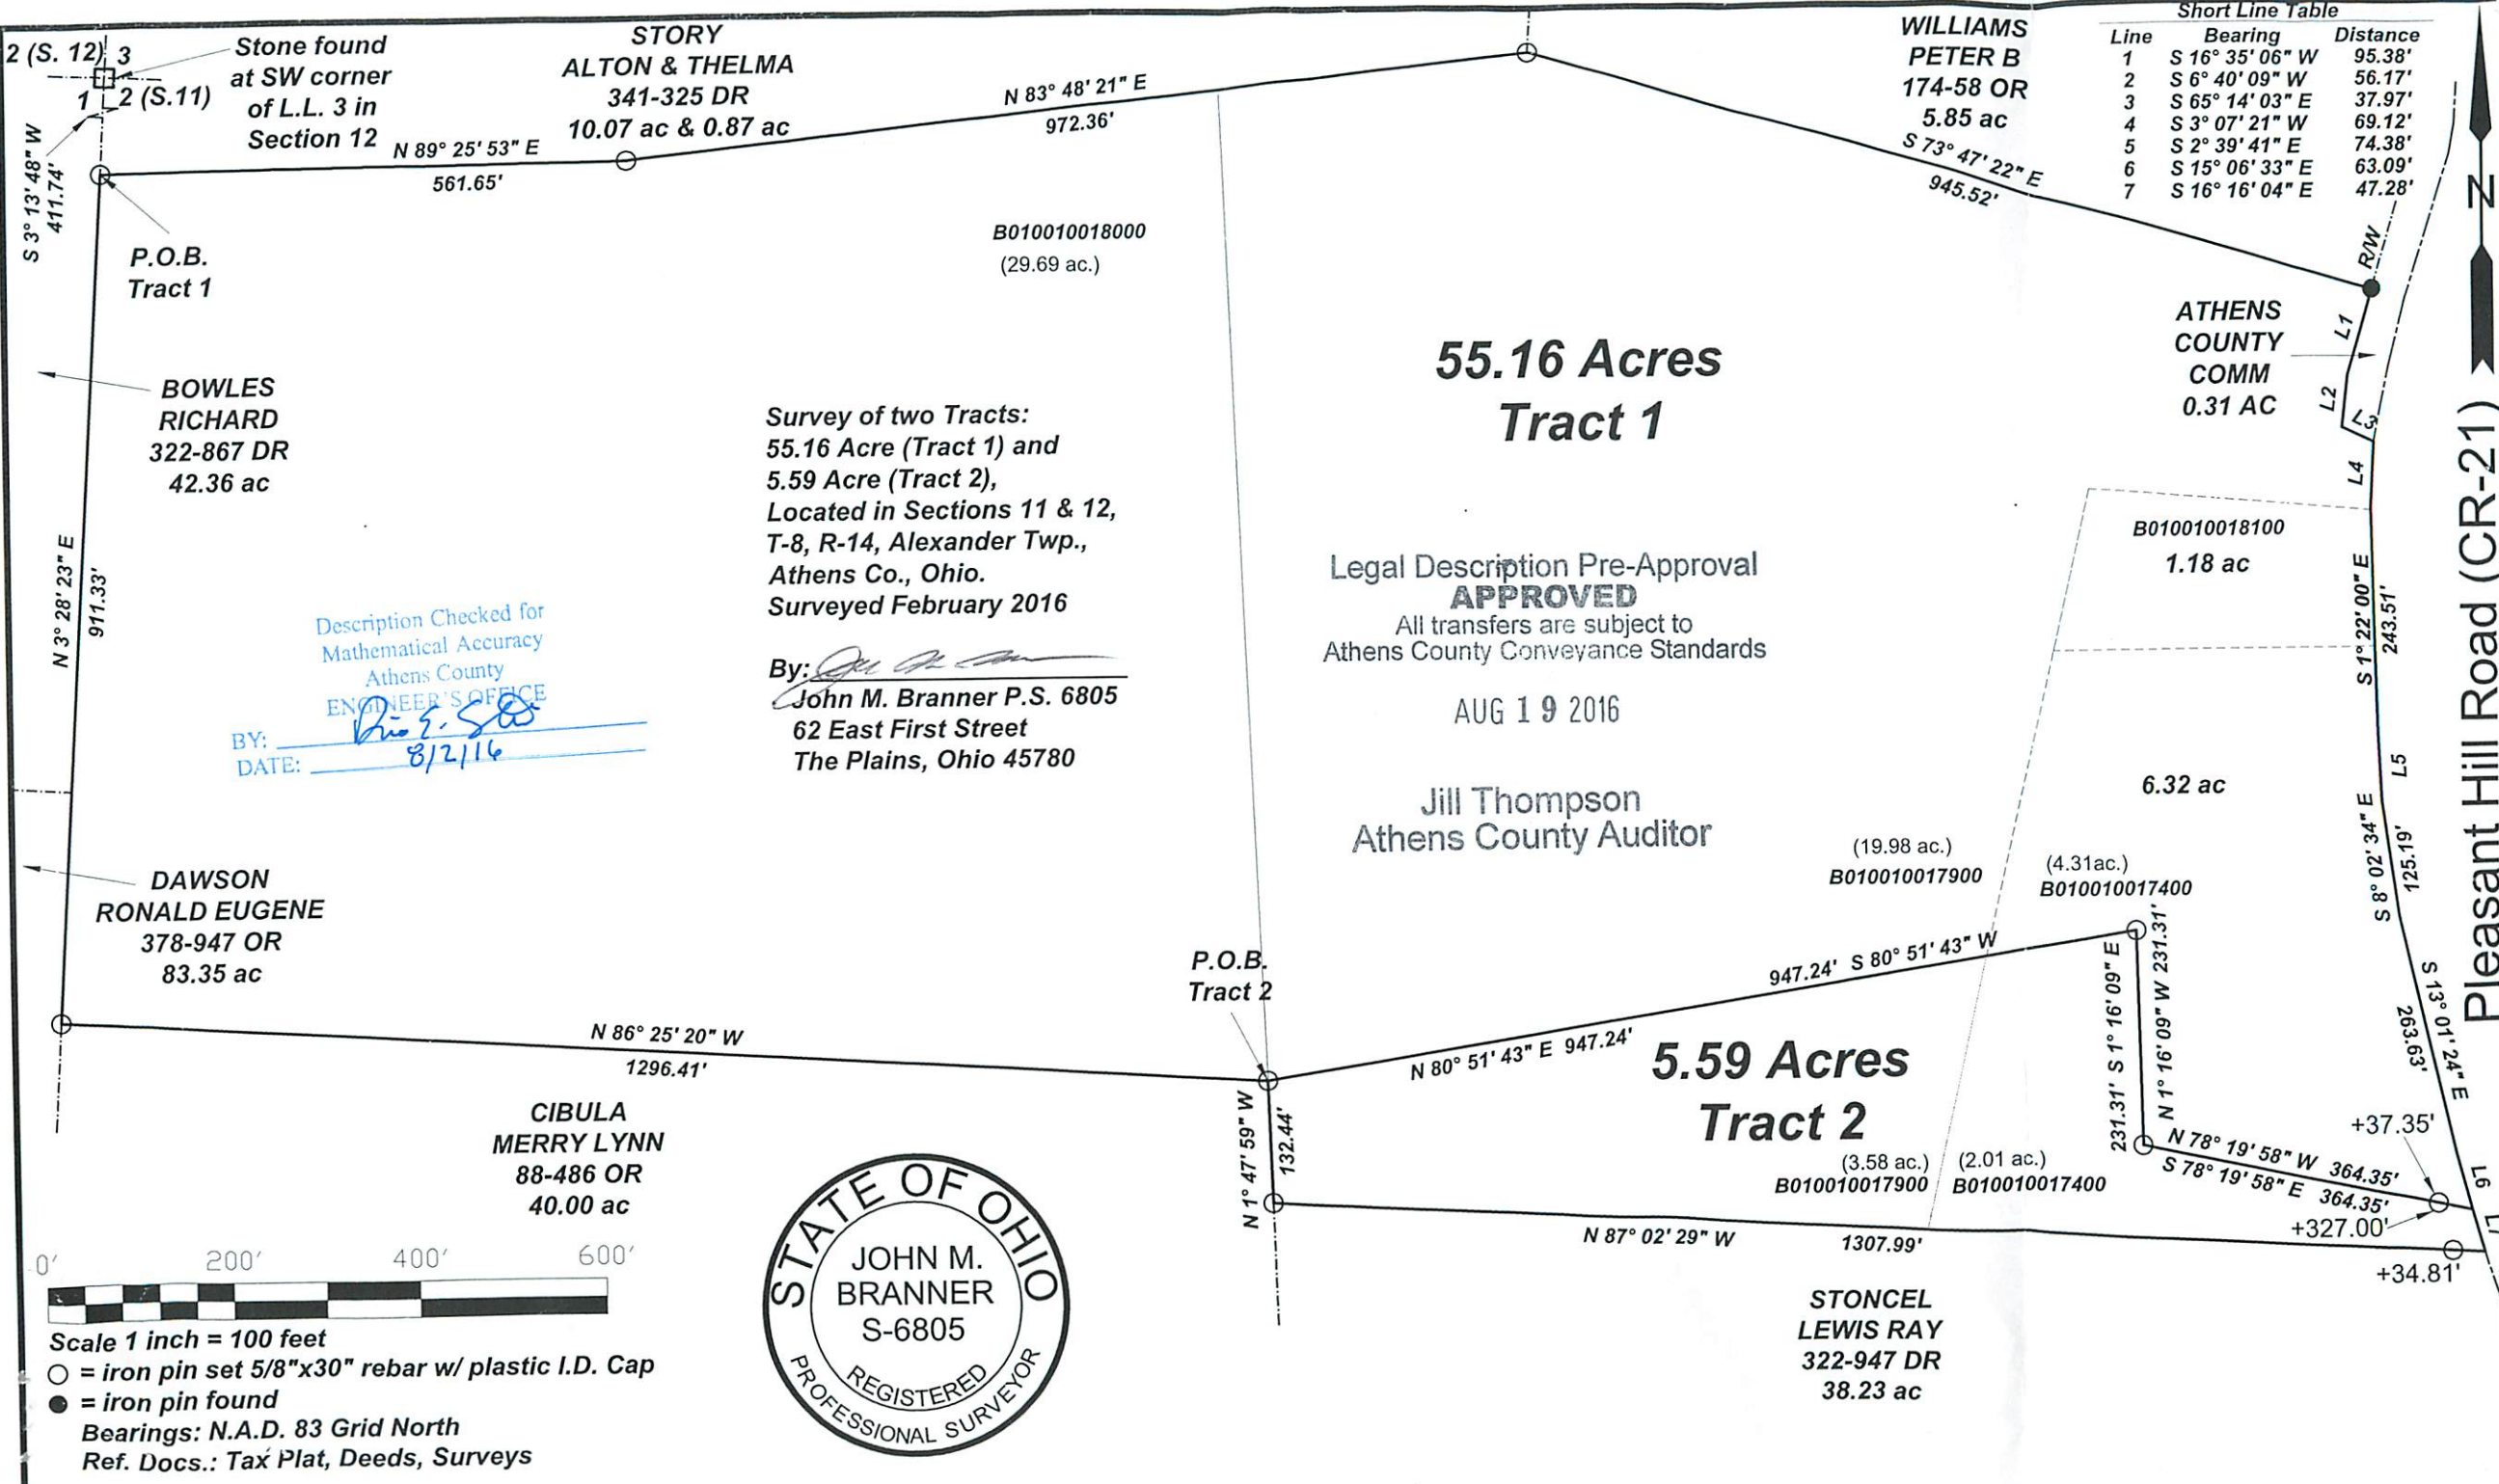 2 (S. 12) 3
1 2 (S.11)
Stone found
at SW corner
of L.L. 3 in
Section 12
STORY
ALTON & THELMA
341-325 DR
10.07 ac & 0.87 ac
WILLIAMS
PETER B
174-58 OR
5.85 ac
Short Line Table
Line Bearing Distance
1 S 16° 35' 06" W 95.38'
2 S 6° 40' 09" W 56.17'
3 S 65° 14' 03" E 37.97'
4 S 3° 07' 21" W 69.12'
5 S 2° 39' 41" E 74.38'
6 S 15° 06' 33" E 63.09'
7 S 16° 16' 04" E 47.28'
N
S 3° 13' 48" W
411.74'
N 89° 25' 53" E
561.65'
N 83° 48' 21" E
972.36'
S 73° 47' 22" E
945.52'
R/W
P.O.B.
Tract 1
B010010018000
(29.69 ac.)
ATHENS
COUNTY
COMM
0.31 AC
L1
L2
L3
L4
BOWLES
RICHARD
322-867 DR
42.36 ac
55.16 Acres
Tract 1
Survey of two Tracts:
55.16 Acre (Tract 1) and
5.59 Acre (Tract 2),
Located in Sections 11 & 12,
T-8, R-14, Alexander Twp.,
Athens Co., Ohio.
Surveyed February 2016
By:
John M. Branner P.S. 6805
62 East First Street
The Plains, Ohio 45780
N 3° 28' 23" E
911.33'
Description Checked for
Mathematical Accuracy
Athens County
ENGINEER'S OFFICE
BY:
DATE: 8/2/16
Legal Description Pre-Approval
APPROVED
All transfers are subject to
Athens County Conveyance Standards
AUG 19 2016
Jill Thompson
Athens County Auditor
B010010018100
1.18 ac
S 1° 22' 00" E
243.51'
Pleasant Hill Road (CR-21)
L5
6.32 ac
S 8° 02' 34" E
125.19'
(19.98 ac.)
B010010017900
(4.31ac.)
B010010017400
DAWSON
RONALD EUGENE
378-947 OR
83.35 ac
P.O.B.
Tract 2
947.24' S 80° 51' 43" W
N 80° 51' 43" E 947.24'
231.31' S 1° 16' 09" E
N 1° 16' 09" W 231.31'
S 13° 01' 24" E
263.63'
N 86° 25' 20" W
1296.41'
5.59 Acres
Tract 2
N 1° 47' 59" W
132.44'
+37.35'
N 78° 19' 58" W 364.35'
S 78° 19' 58" E 364.35'
L6
L7
+327.00'
(3.58 ac.)
B010010017900
(2.01 ac.)
B010010017400
N 87° 02' 29" W
1307.99'
+34.81'
CIBULA
MERRY LYNN
88-486 OR
40.00 ac
STONCEL
LEWIS RAY
322-947 DR
38.23 ac
STATE OF OHIO
JOHN M.
BRANNER
S-6805
REGISTERED
PROFESSIONAL SURVEYOR
0' 200' 400' 600'
Scale 1 inch = 100 feet
= iron pin set 5/8"x30" rebar w/ plastic I.D. Cap
= iron pin found
Bearings: N.A.D. 83 Grid North
Ref. Docs.: Tax Plat, Deeds, Surveys